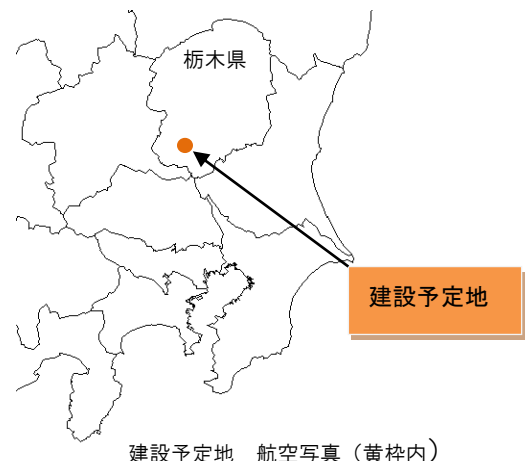 栃木県
建設予定地
建設予定地　航空写真（黄枠内）